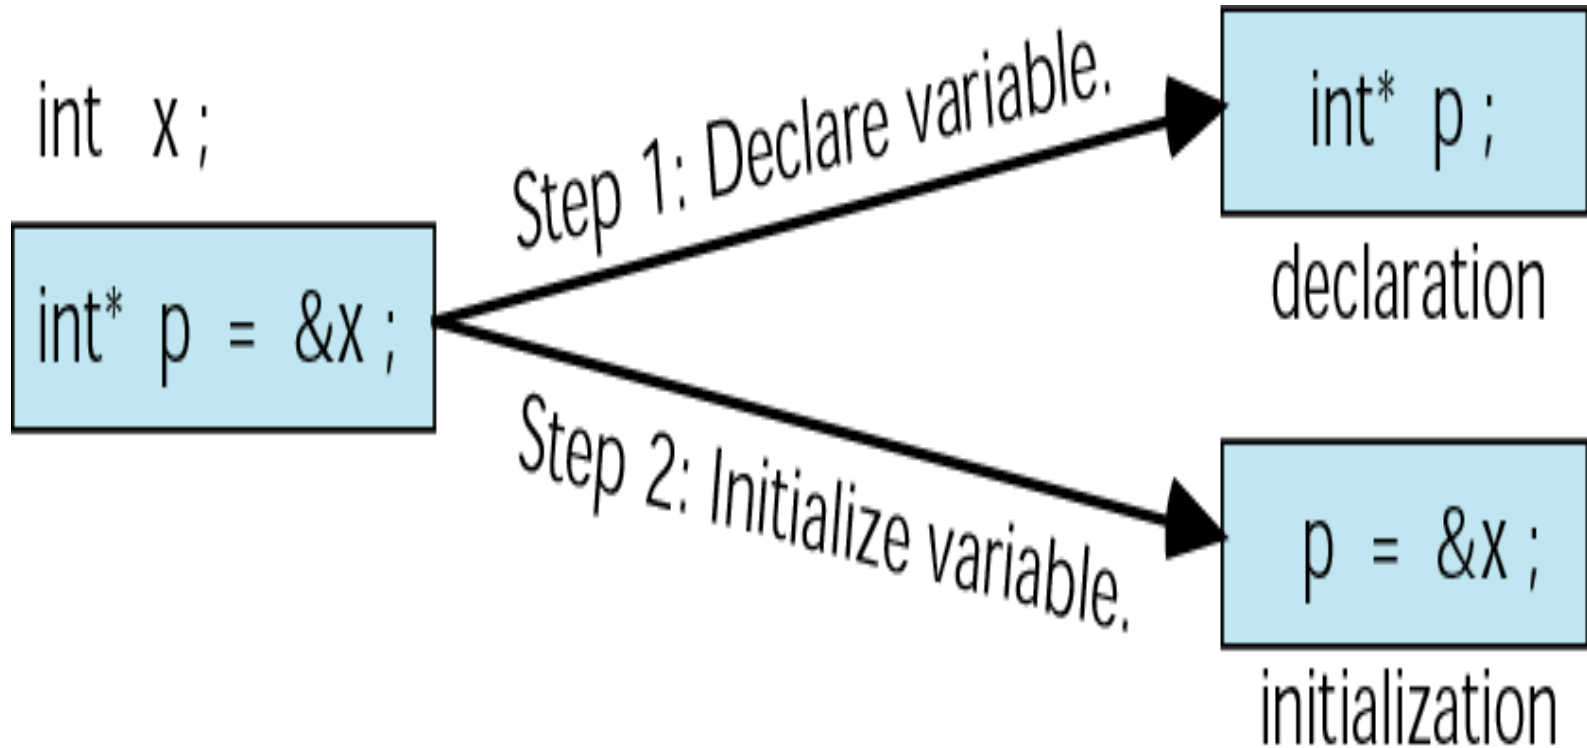 int x ;
int* p = &x ;
Step 1: Declare variable.
int* p ;
declaration
Step 2: Initialize variable.
p = &x ;
initialization